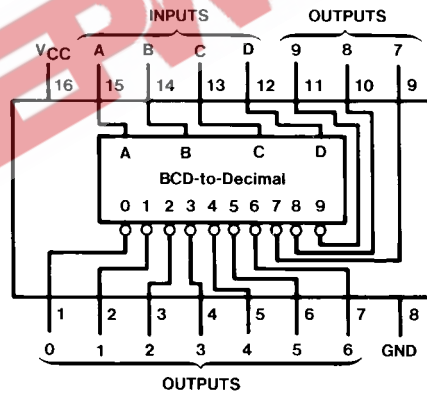 INPUTS OUTPUTS
VCC A B C D 9 8 7
16 15 14 13 12 11 10 9
A B C D
BCD-to-Decimal
0 1 2 3 4 5 6 7 8 9
1 2 3 4 5 6 7 8
0 1 2 3 4 5 6 GND
OUTPUTS